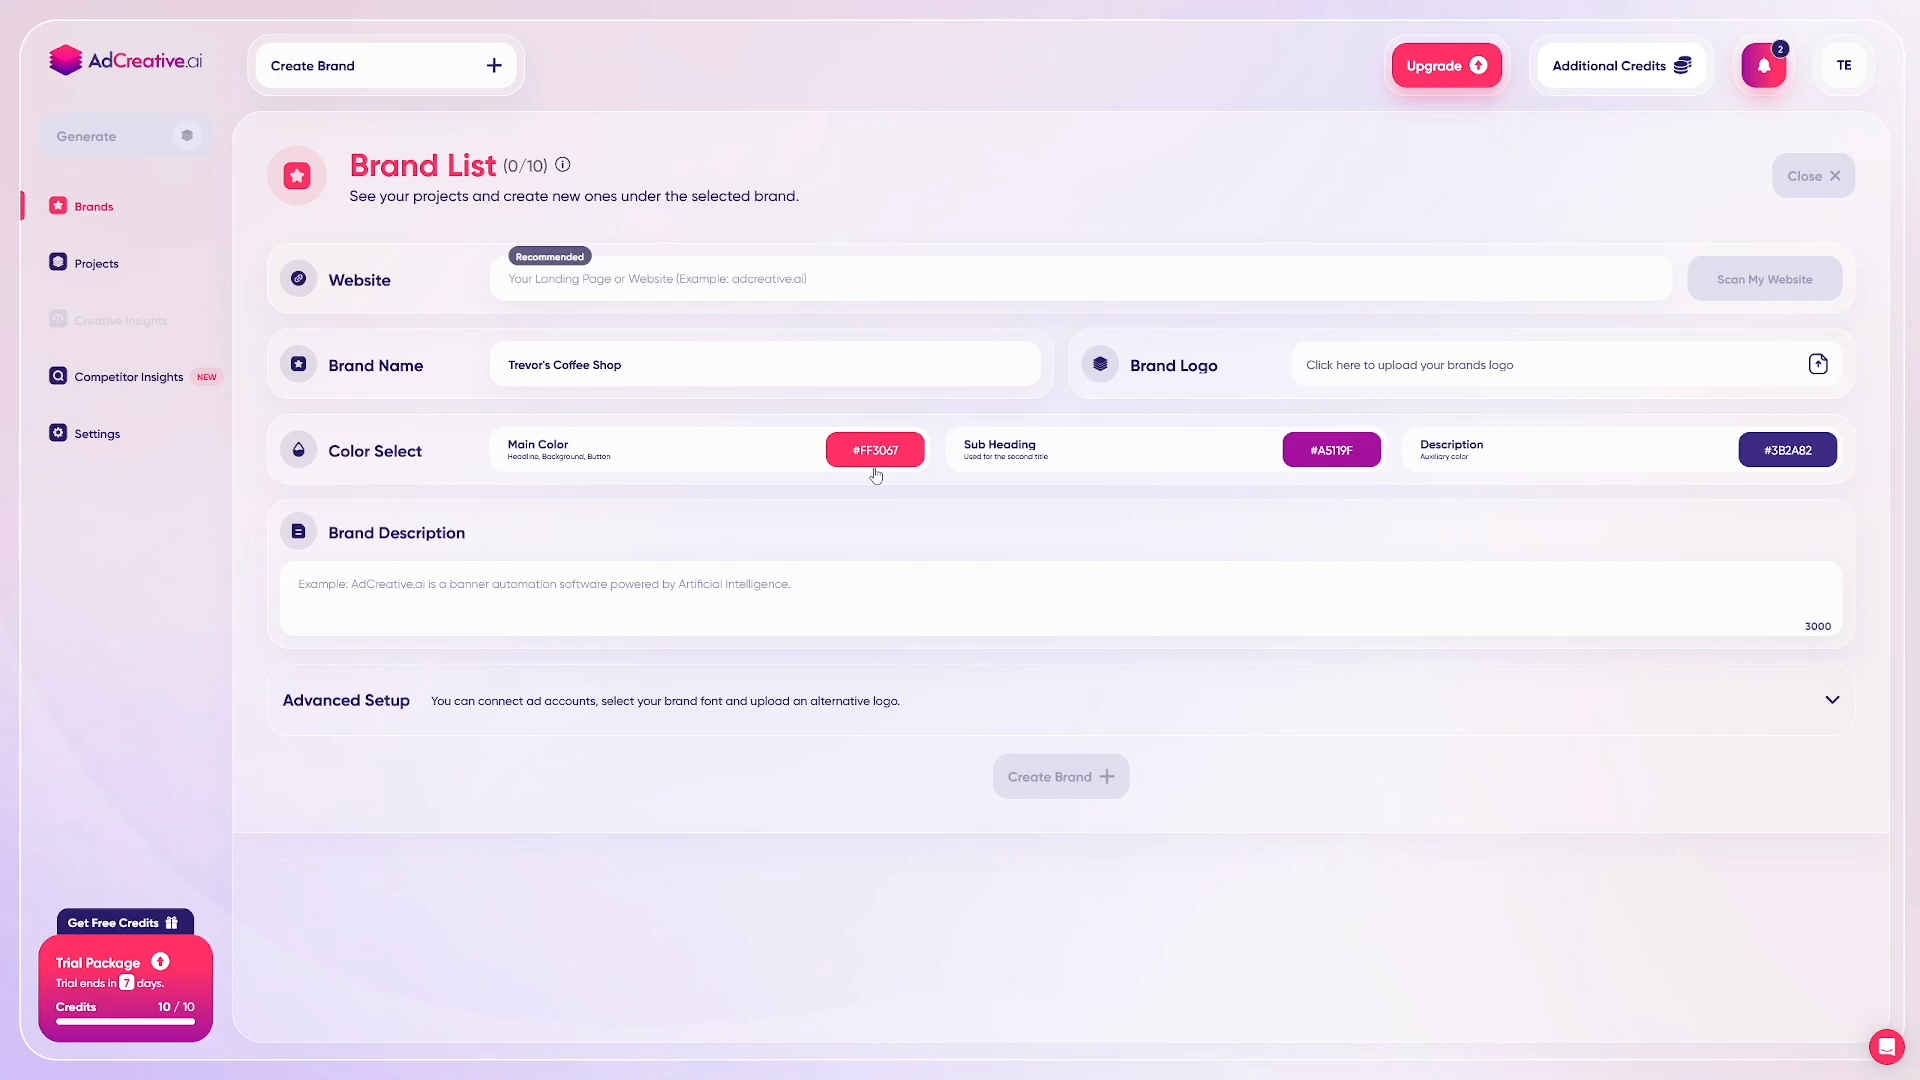 AdCreative.ai
Create Brand
Upgrade
Additional Credits
2
TE
Generate
Brands
Projects
Creative Insights
Competitor Insights NEW
Settings
Brand List (0/10)
See your projects and create new ones under the selected brand.
Close
Recommended
Website
Your Landing Page or Website (Example: adcreative.ai)
Scan My Website
Brand Name
Trevor's Coffee Shop
Brand Logo
Click here to upload your brands logo
Color Select
Main Color
Headline, Background, Button
#FF3067
Sub Heading
Used for the second title
#A5119F
Description
Auxiliary color
#3B2A82
Brand Description
Example: AdCreative.ai is a banner automation software powered by Artificial Intelligence.
3000
Advanced Setup
You can connect ad accounts, select your brand font and upload an alternative logo.
Create Brand
Get Free Credits
Trial Package
Trial ends in 7 days.
Credits 10 / 10